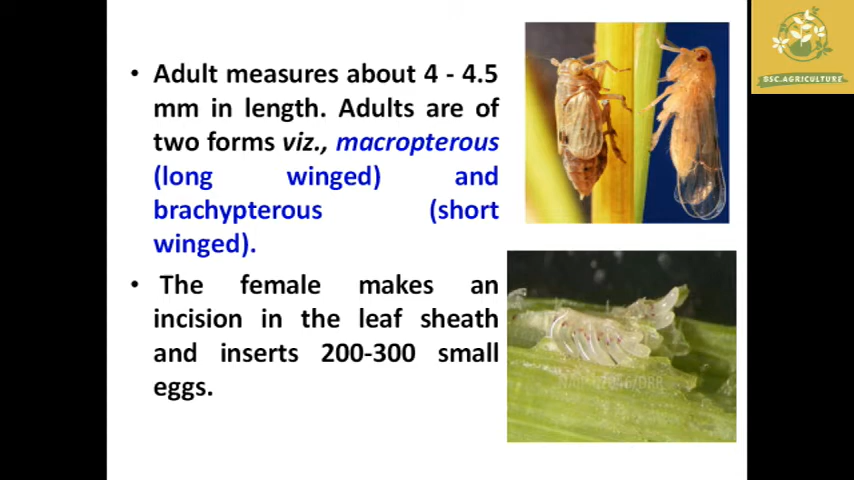 • Adult measures about 4 - 4.5
mm in length. Adults are of
two forms viz., macropterous
(long winged) and
brachypterous (short
winged).
• The female makes an
incision in the leaf sheath
and inserts 200-300 small
eggs.
BSC.AGRICULTURE